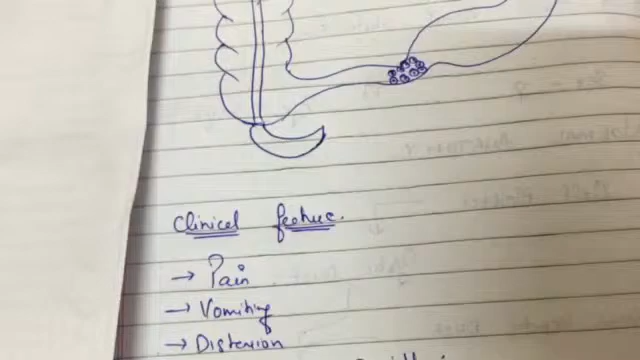 Clinical feature.
→ Pain
→ Vomiting
→ Distension